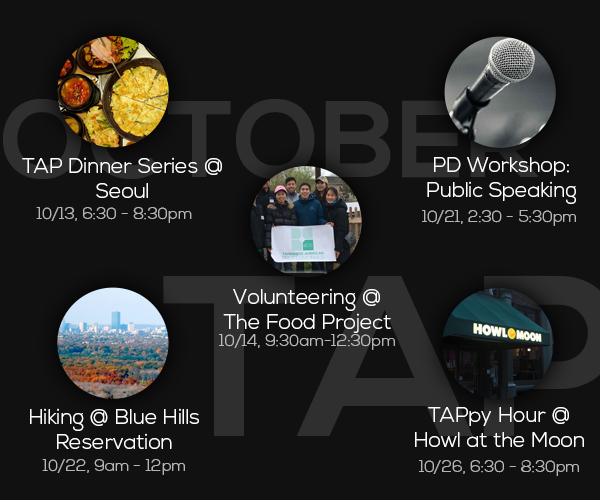 OCTOBER
TAP Dinner Series @
Seoul
10/13, 6:30 - 8:30pm
PD Workshop:
Public Speaking
10/21, 2:30 - 5:30pm
Volunteering @
The Food Project
10/14, 9:30am-12:30pm
TAP
HOWL MOON
Hiking @ Blue Hills
Reservation
10/22, 9am - 12pm
TAPpy Hour @
Howl at the Moon
10/26, 6:30 - 8:30pm